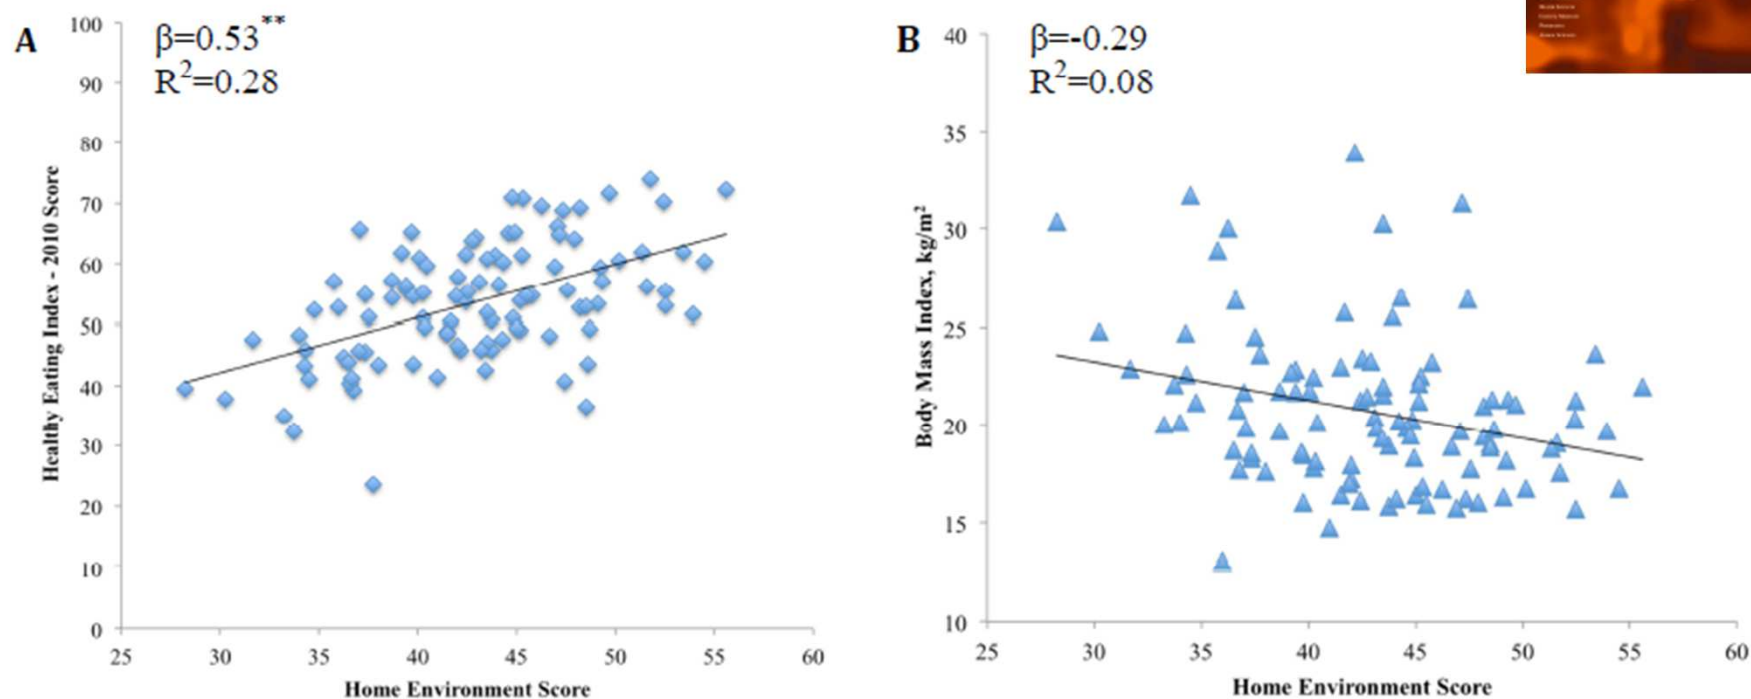 A
β=0.53**
R²=0.28
100
90
80
70
60
50
40
30
20
10
0
Healthy Eating Index - 2010 Score
25 30 35 40 45 50 55 60
Home Environment Score
B
β=-0.29
R²=0.08
40
35
30
25
20
15
10
Body Mass Index, kg/m²
25 30 35 40 45 50 55 60
Home Environment Score